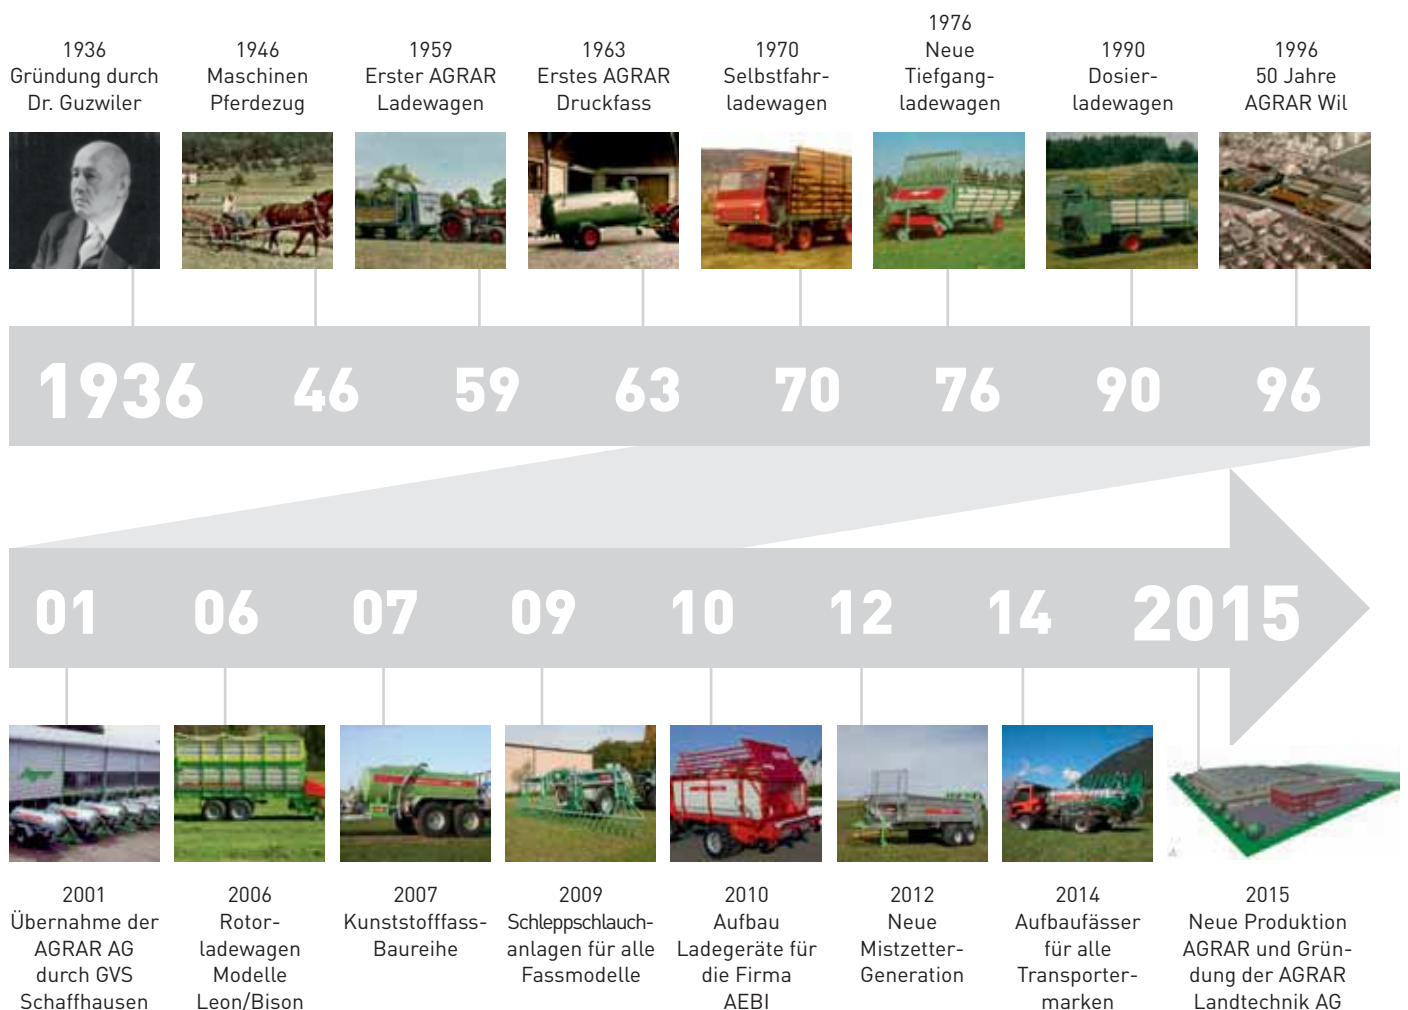 1936
Gründung durch
Dr. Guzwiler
1946
Maschinen
Pferdezug
1959
Erster AGRAR
Ladewagen
1963
Erstes AGRAR
Druckfass
1970
Selbstfahr-
ladewagen
1976
Neue
Tiefgang-
ladewagen
1990
Dosier-
ladewagen
1996
50 Jahre
AGRAR Wil
1936 46 59 63 70 76 90 96
01 06 07 09 10 12 14 2015
2001
Übernahme der
AGRAR AG
durch GVS
Schaffhausen
2006
Rotor-
ladewagen
Modelle
Leon/Bison
2007
Kunststofffass-
Baureihe
2009
Schleppschlauch-
anlagen für alle
Fassmodelle
2010
Aufbau
Ladegeräte für
die Firma
AEBI
2012
Neue
Mistzetter-
Generation
2014
Aufbaufässer
für alle
Transporter-
marken
2015
Neue Produktion
AGRAR und Grün-
dung der AGRAR
Landtechnik AG